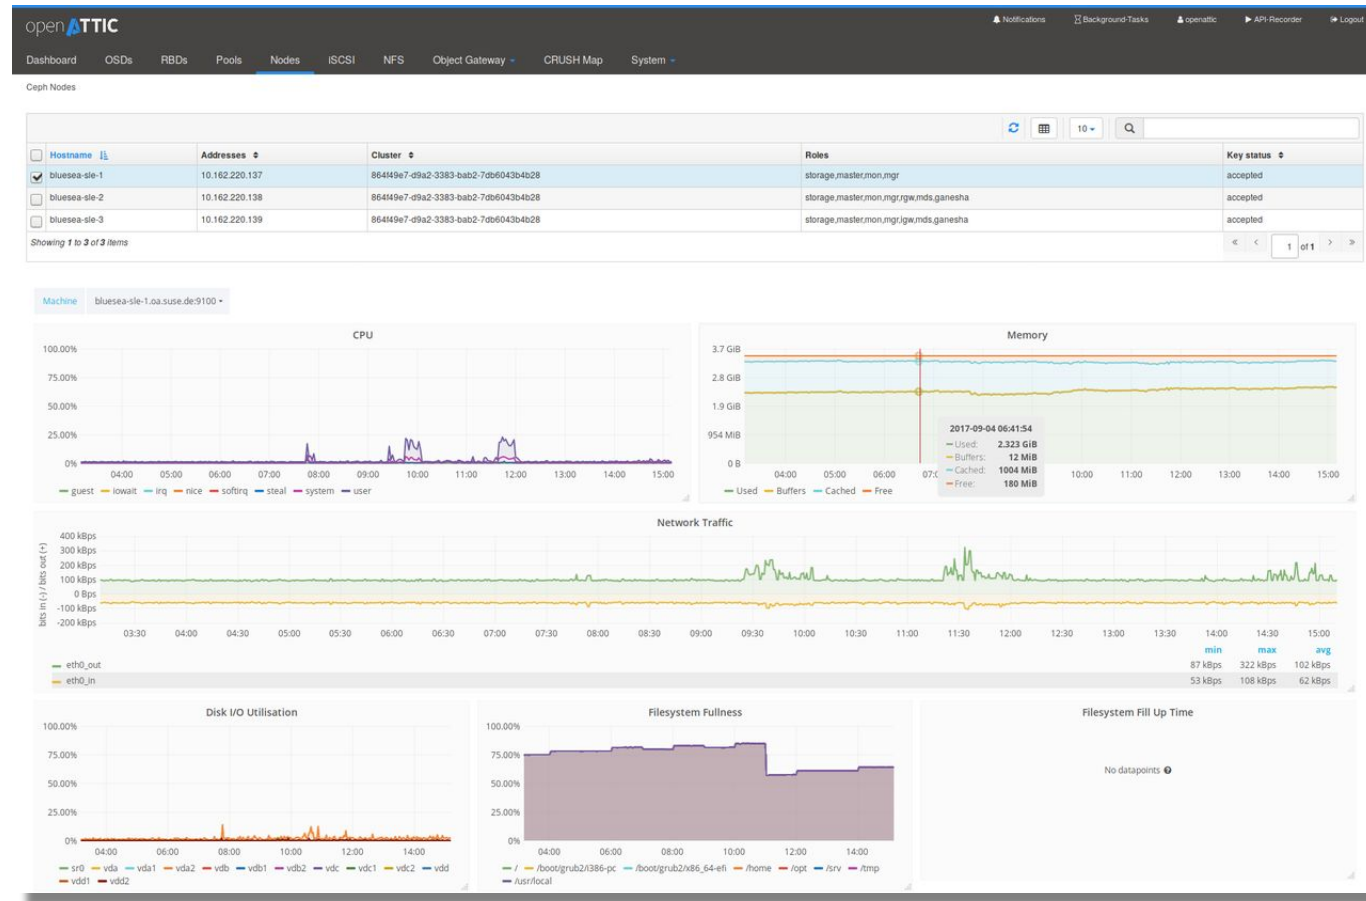 openATTIC
Notifications Background-Tasks openattic API-Recorder Logout
Dashboard OSDs RBDs Pools Nodes iSCSI NFS Object Gateway CRUSH Map System
Ceph Nodes
10
Hostname Addresses Cluster Roles Key status
bluesea-sle-1 10.162.220.137 864f49e7-d9a2-3383-bab2-7db6043b4b28 storage,master,mon,mgr accepted
bluesea-sle-2 10.162.220.138 864f49e7-d9a2-3383-bab2-7db6043b4b28 storage,master,mon,mgr,rgw,mds,ganesha accepted
bluesea-sle-3 10.162.220.139 864f49e7-d9a2-3383-bab2-7db6043b4b28 storage,master,mon,mgr,igw,mds,ganesha accepted
Showing 1 to 3 of 3 items
« ‹ 1 of 1 › »
Machine bluesea-sle-1.oa.suse.de:9100
CPU
100.00%
75.00%
50.00%
25.00%
0%
04:00 05:00 06:00 07:00 08:00 09:00 10:00 11:00 12:00 13:00 14:00 15:00
guest iowait irq nice softirq steal system user
Memory
3.7 GiB
2.8 GiB
1.9 GiB
954 MiB
0 B
2017-09-04 06:41:54
Used: 2.323 GiB
Buffers: 12 MiB
Cached: 1004 MiB
Free: 180 MiB
04:00 05:00 06:00 07:0 10:00 11:00 12:00 13:00 14:00 15:00
Used Buffers Cached Free
Network Traffic
bits in (-) / bits out (+)
400 kBps
300 kBps
200 kBps
100 kBps
0 Bps
-100 kBps
-200 kBps
03:30 04:00 04:30 05:00 05:30 06:00 06:30 07:00 07:30 08:00 08:30 09:00 09:30 10:00 10:30 11:00 11:30 12:00 12:30 13:00 13:30 14:00 14:30 15:00
min max avg
eth0_out 87 kBps 322 kBps 102 kBps
eth0_in 53 kBps 108 kBps 62 kBps
Disk I/O Utilisation
100.00%
75.00%
50.00%
25.00%
0%
04:00 06:00 08:00 10:00 12:00 14:00
sr0 vda vda1 vda2 vdb vdb1 vdb2 vdc vdc1 vdc2 vdd
vdd1 vdd2
Filesystem Fullness
100.00%
75.00%
50.00%
25.00%
0%
04:00 06:00 08:00 10:00 12:00 14:00
/ /boot/grub2/i386-pc /boot/grub2/x86_64-efi /home /opt /srv /tmp
/usr/local
Filesystem Fill Up Time
No datapoints